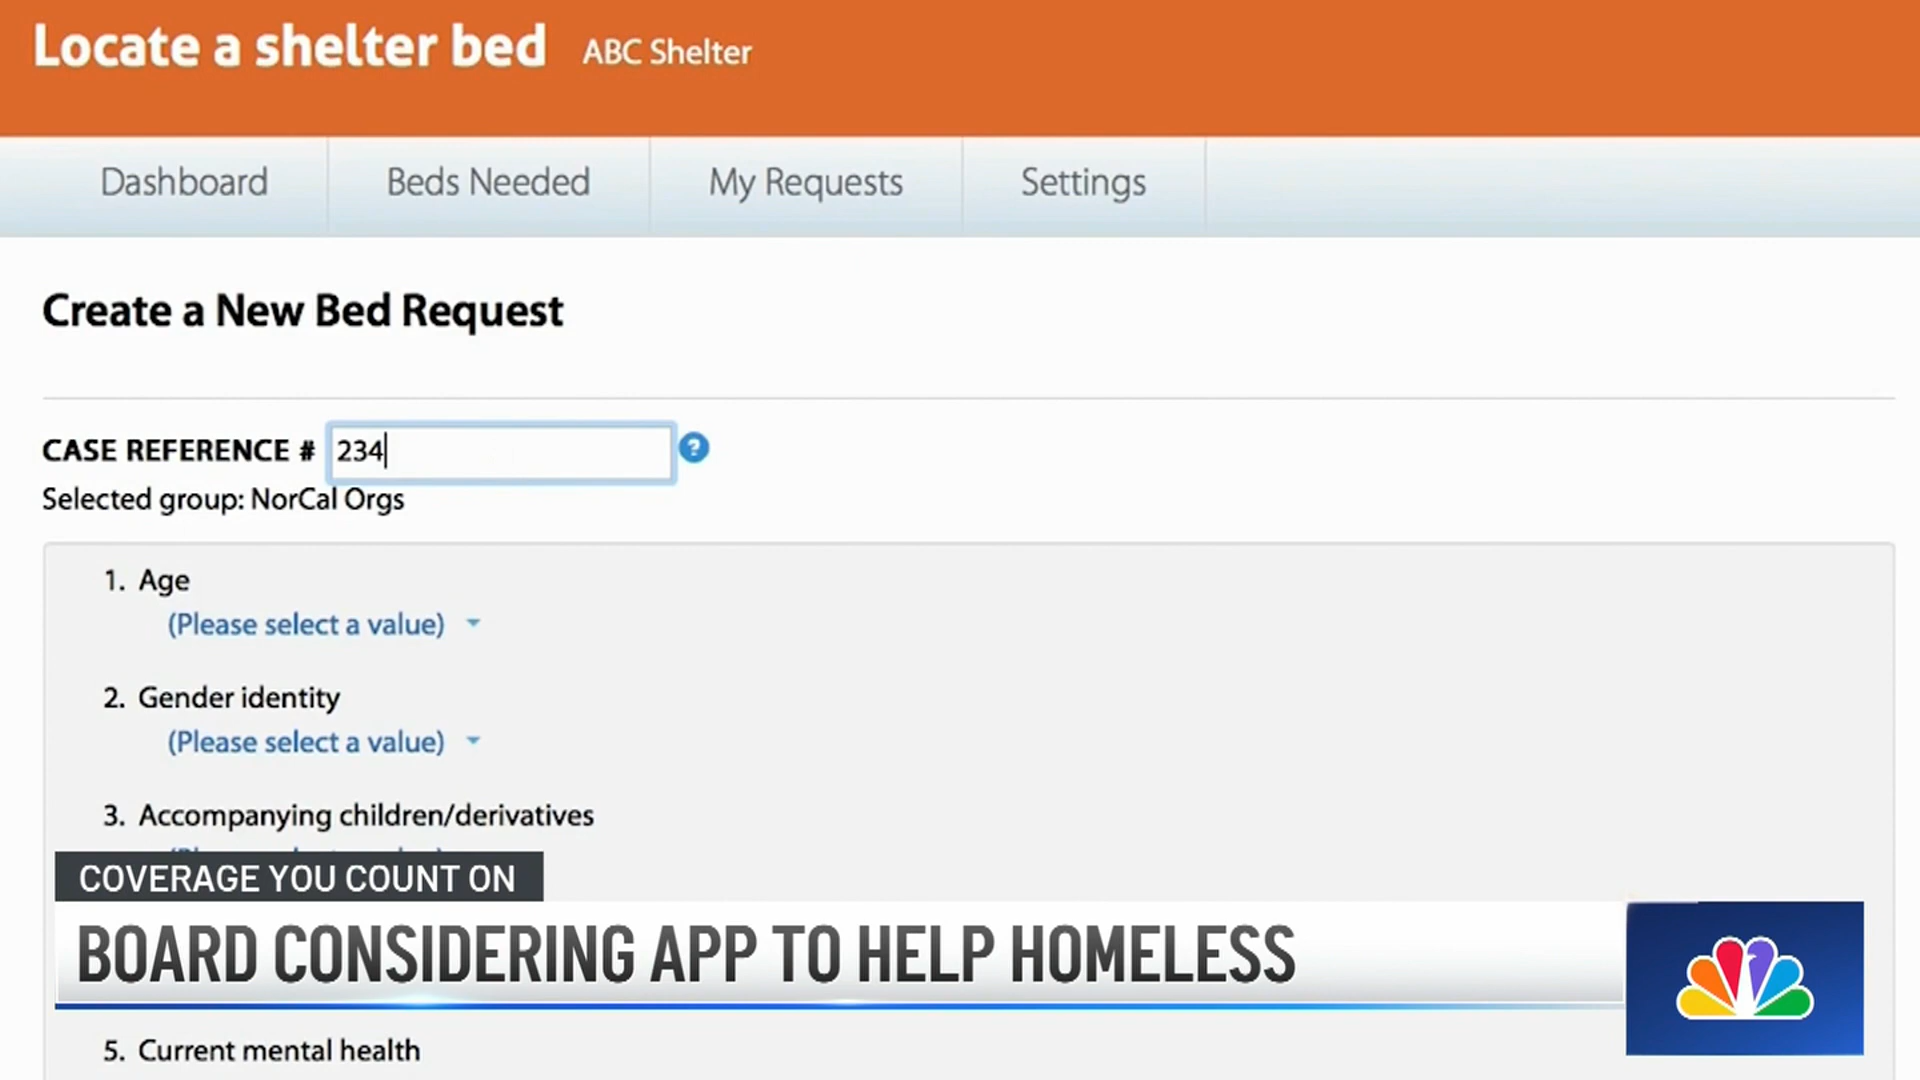 Locate a shelter bed ABC Shelter
Dashboard Beds Needed My Requests Settings
Create a New Bed Request
CASE REFERENCE # 234 ?
Selected group: NorCal Orgs
1. Age
(Please select a value)
2. Gender identity
(Please select a value)
3. Accompanying children/derivatives
COVERAGE YOU COUNT ON
BOARD CONSIDERING APP TO HELP HOMELESS
5. Current mental health